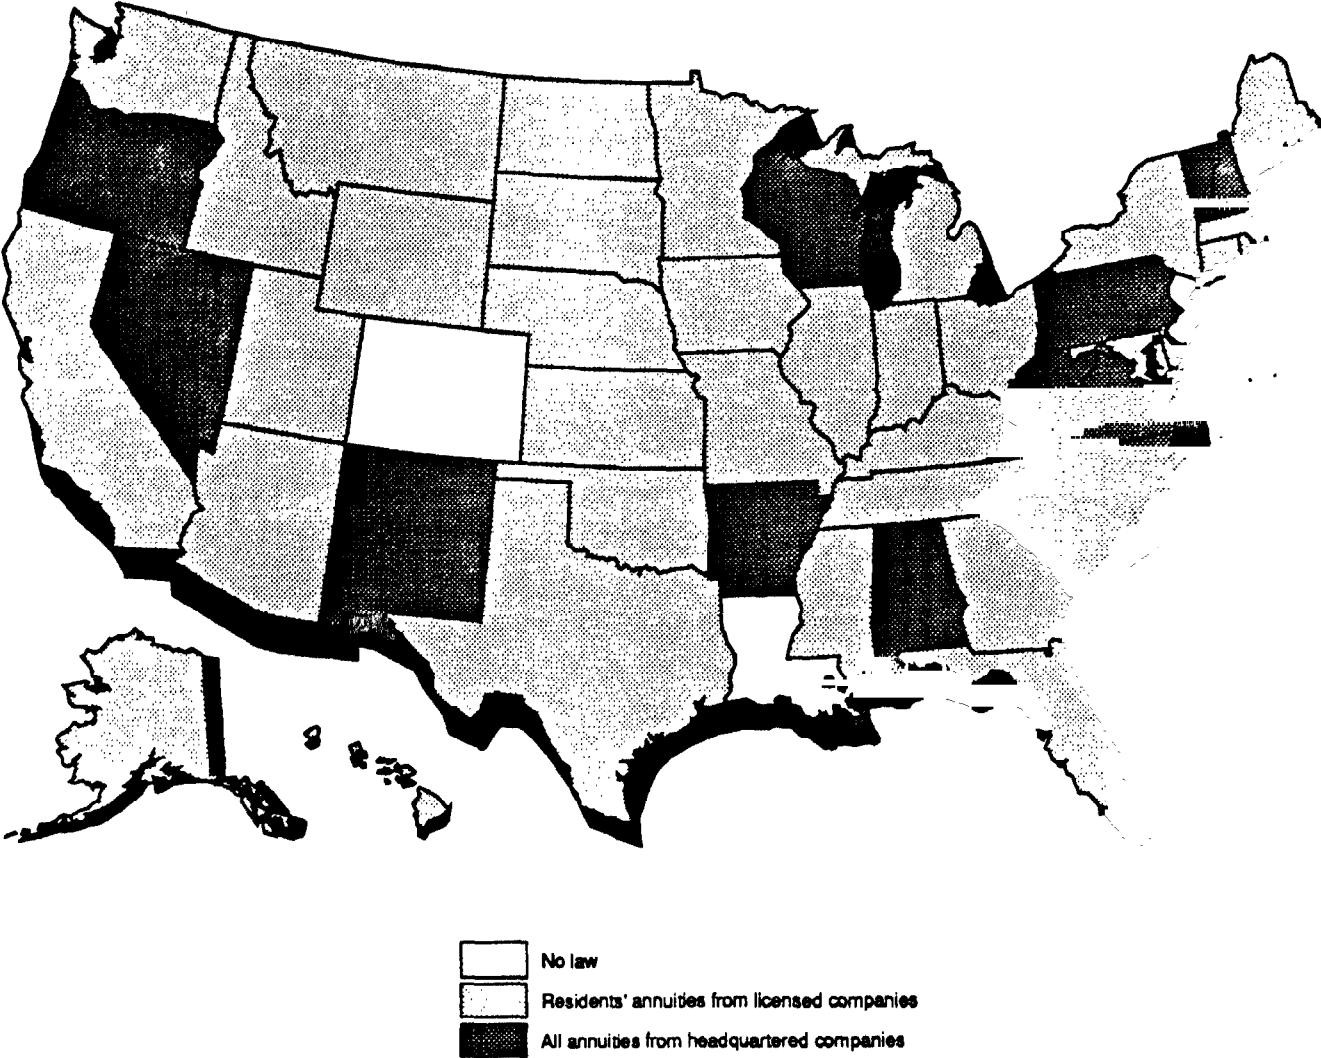 No law
Residents' annuities from licensed companies
All annuities from headquartered companies